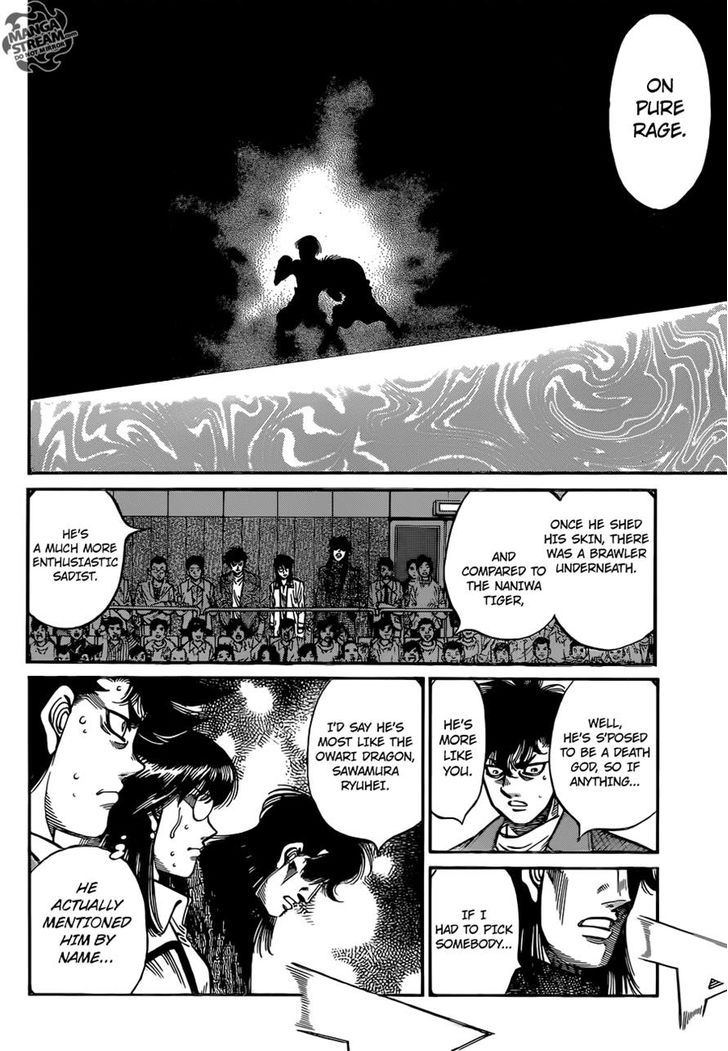 MANGA
STREAM
DO NOT MIRROR
ON
PURE
RAGE.
ONCE HE SHED
HIS SKIN, THERE
WAS A BRAWLER
UNDERNEATH.
AND
COMPARED TO
THE NANIWA
TIGER,
HE'S
A MUCH MORE
ENTHUSIASTIC
SADIST.
WELL,
HE'S S'POSED
TO BE A DEATH
GOD, SO IF
ANYTHING...
HE'S
MORE
LIKE
YOU.
IF I
HAD TO PICK
SOMEBODY...
I'D SAY HE'S
MOST LIKE THE
OWARI DRAGON,
SAWAMURA
RYUHEI.
HE
ACTUALLY
MENTIONED
HIM BY
NAME...